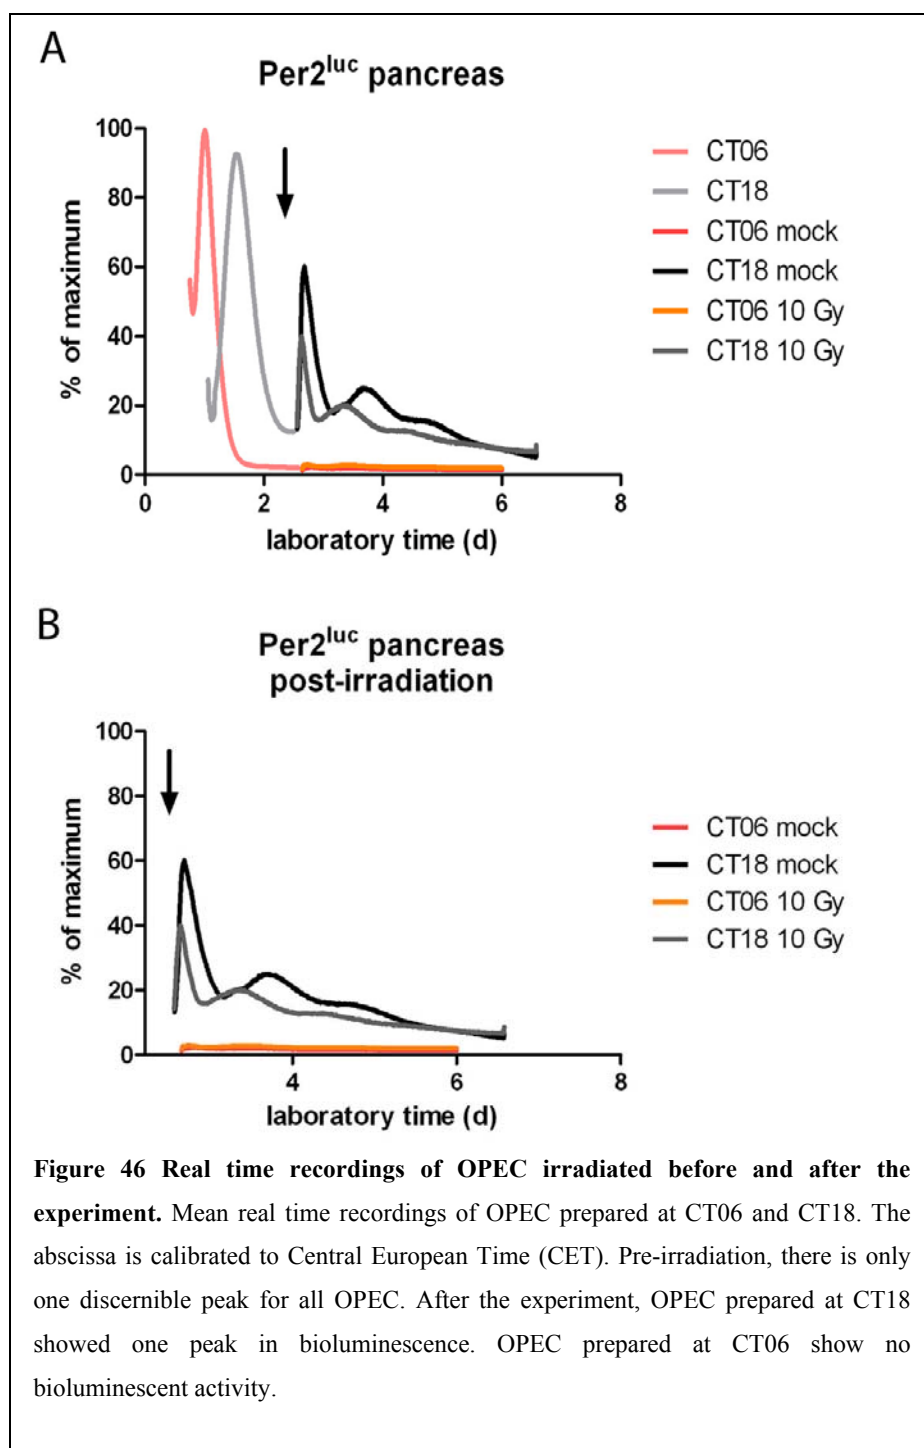 A
Per2luc pancreas
100
80
60
40
20
0
% of maximum
0 2 4 6 8
laboratory time (d)
CT06
CT18
CT06 mock
CT18 mock
CT06 10 Gy
CT18 10 Gy
B
Per2luc pancreas
post-irradiation
100
80
60
40
20
0
% of maximum
4 6 8
laboratory time (d)
CT06 mock
CT18 mock
CT06 10 Gy
CT18 10 Gy
Figure 46 Real time recordings of OPEC irradiated before and after the
experiment. Mean real time recordings of OPEC prepared at CT06 and CT18. The
abscissa is calibrated to Central European Time (CET). Pre-irradiation, there is only
one discernible peak for all OPEC. After the experiment, OPEC prepared at CT18
showed one peak in bioluminescence. OPEC prepared at CT06 show no
bioluminescent activity.